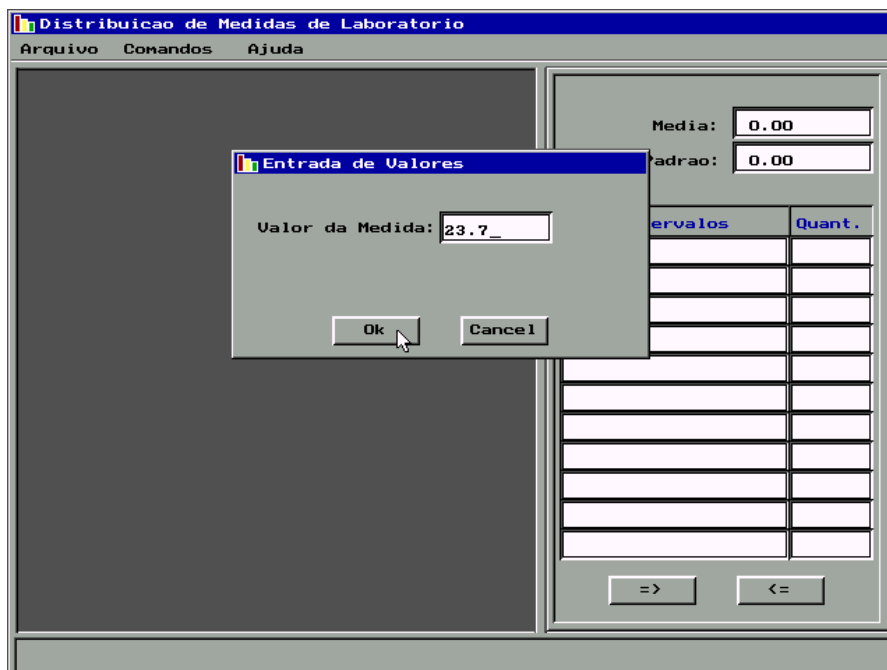 Distribuicao de Medidas de Laboratorio
Arquivo Comandos Ajuda
Media: 0.00
Padrao: 0.00
Entrada de Valores
Valor da Medida: 23.7_
Ok Cancel
ervalos Quant.
=> <=